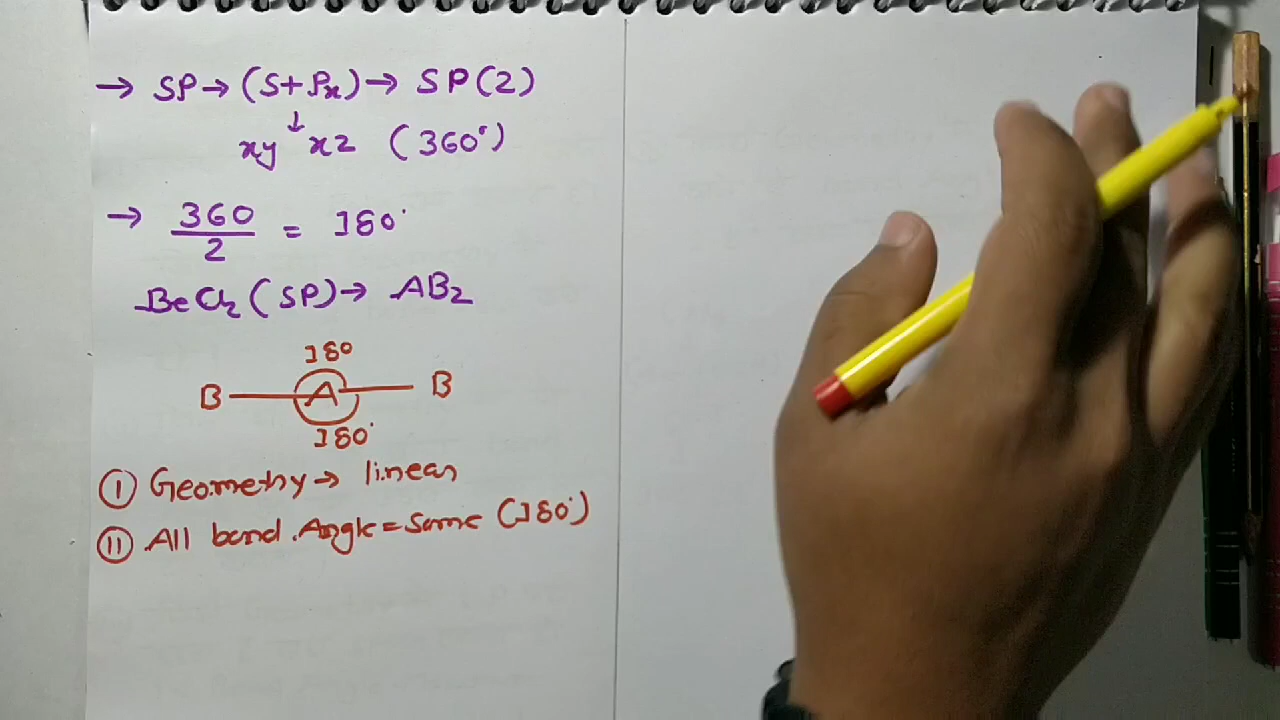 → SP → (S+Px) → SP(2)
↓
xy xz (360°)
→ 360/2 = 180°
BeCl2 (SP) → AB2
180
B — A — B
180°
I Geometry → linear
II All bond Angle = Same (180°)